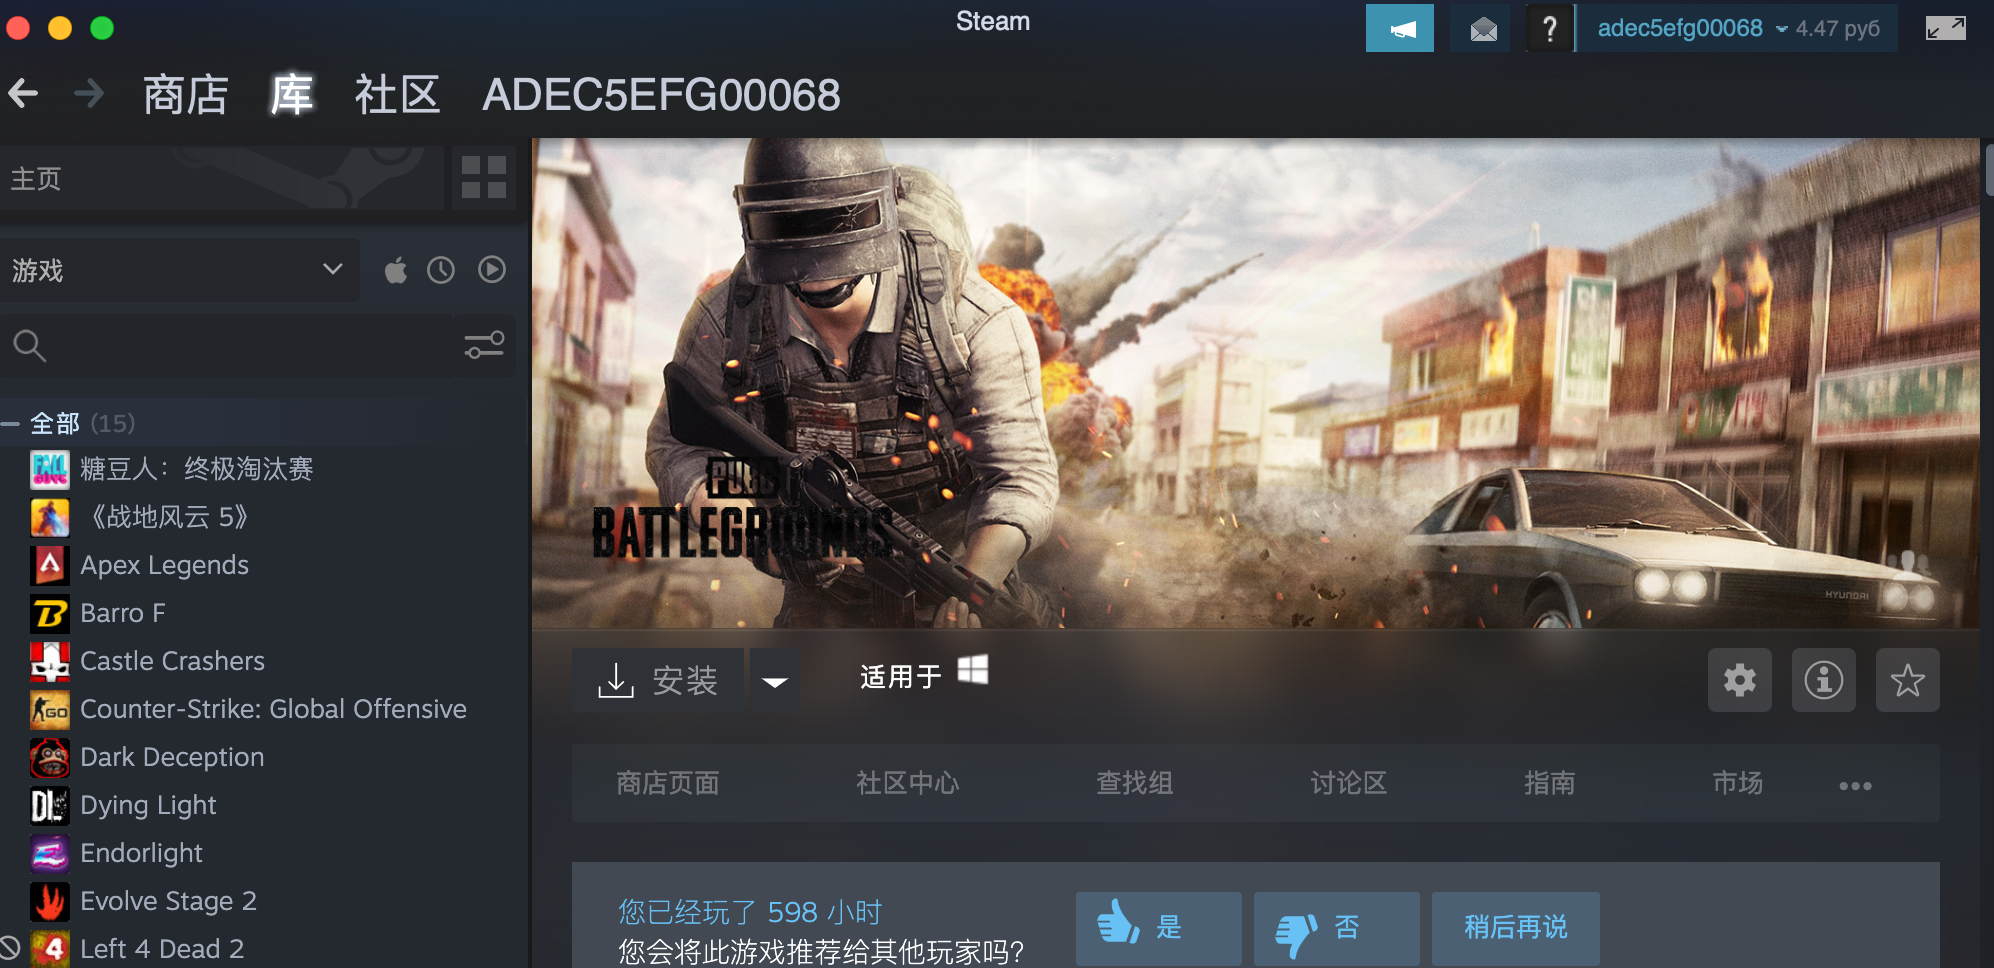 Steam
?
adec5efg00068 4.47 руб
商店 库 社区 ADEC5EFG00068
主页
游戏
全部 (15)
FALL GUYS
糖豆人：终极淘汰赛
《战地风云 5》
Apex Legends
B
Barro F
Castle Crashers
GO
Counter-Strike: Global Offensive
Dark Deception
DL
Dying Light
E
Endorlight
Evolve Stage 2
4
Left 4 Dead 2
PUBG
BATTLEGROUNDS
HYUNDAI
安装
适用于
商店页面 社区中心 查找组 讨论区 指南 市场
您已经玩了 598 小时
您会将此游戏推荐给其他玩家吗？
是 否 稍后再说